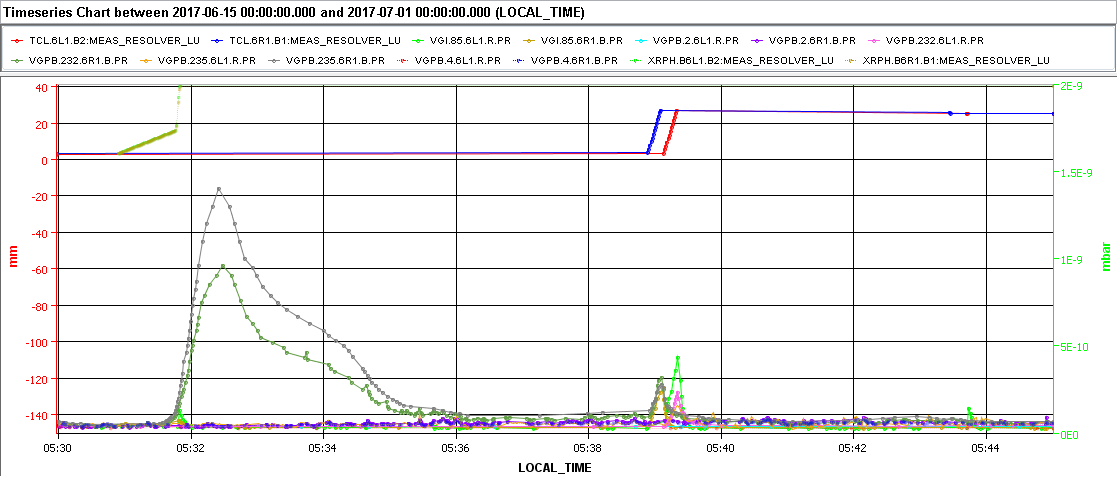 Timeseries Chart between 2017-06-15 00:00:00.000 and 2017-07-01 00:00:00.000 (LOCAL_TIME)
TCL.6L1.B2:MEAS_RESOLVER_LU TCL.6R1.B1:MEAS_RESOLVER_LU VGI.85.6L1.R.PR VGI.85.6R1.B.PR VGPB.2.6L1.R.PR VGPB.2.6R1.B.PR VGPB.232.6L1.R.PR
VGPB.232.6R1.B.PR VGPB.235.6L1.R.PR VGPB.235.6R1.B.PR VGPB.4.6L1.R.PR VGPB.4.6R1.B.PR XRPH.B6L1.B2:MEAS_RESOLVER_LU XRPH.B6R1.B1:MEAS_RESOLVER_LU
40
20
0
-20
-40
-60
-80
-100
-120
-140
mm
2E-9
1.5E-9
1E-9
5E-10
0E0
mbar
05:30 05:32 05:34 05:36 05:38 05:40 05:42 05:44
LOCAL_TIME